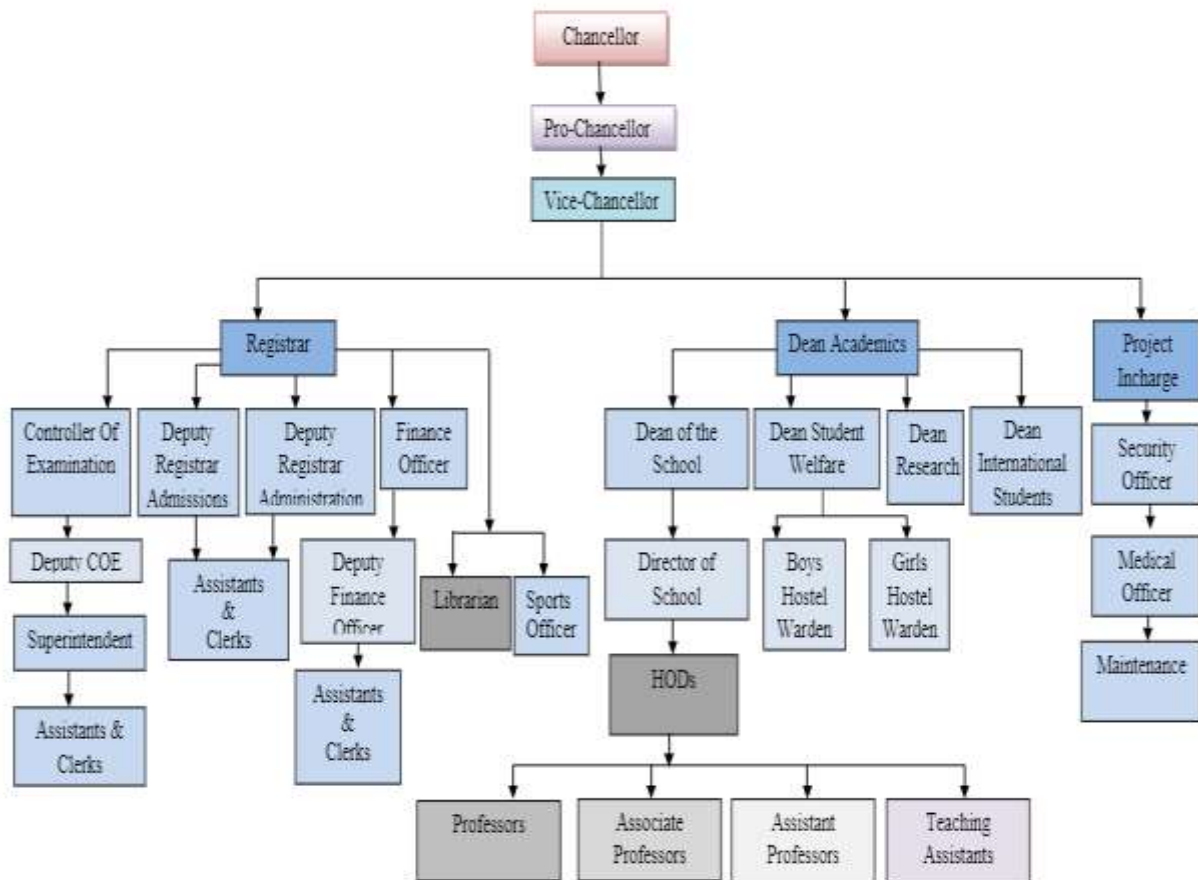 Chancellor
Pro-Chancellor
Vice-Chancellor
Registrar
Dean Academics
Project
Incharge
Controller Of
Examination
Deputy
Registrar
Admissions
Deputy
Registrar
Administration
Finance
Officer
Dean of the
School
Dean Student
Welfare
Dean
Research
Dean
International
Students
Security
Officer
Deputy COE
Assistants
&
Clerks
Deputy
Finance
Officer
Librarian
Sports
Officer
Director of
School
Boys
Hostel
Warden
Girls
Hostel
Warden
Medical
Officer
Superintendent
Assistants &
Clerks
Assistants
&
Clerks
HODs
Maintenance
Professors
Associate
Professors
Assistant
Professors
Teaching
Assistants